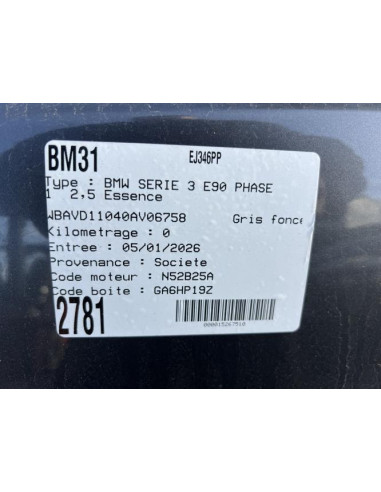 BM31 EJ346PP
Type : BMW SERIE 3 E90 PHASE
1 2,5 Essence
WBAVD11040AV06758 Gris fonce
Kilometrage : 0
Entree : 05/01/2026
Provenance : Societe
Code moteur : N52B25A
Code boite : GA6HP19Z
2781